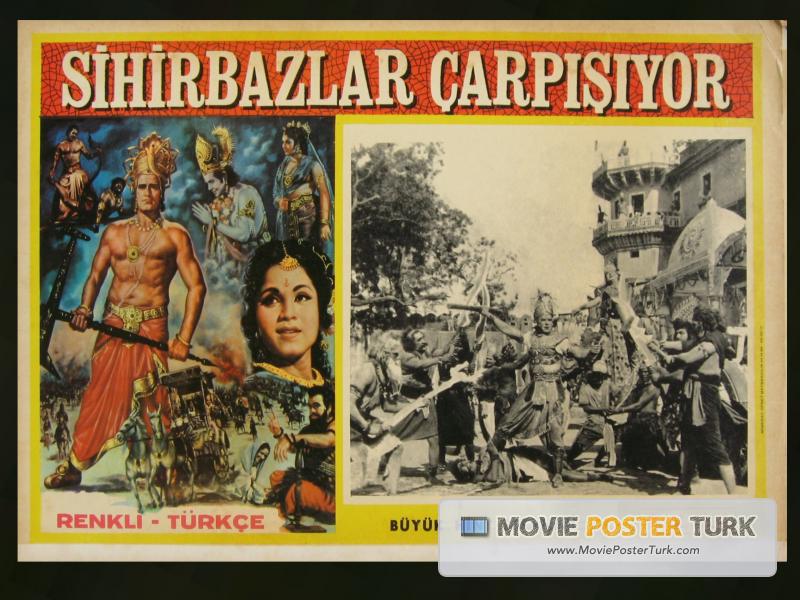 SİHİRBAZLAR ÇARPIŞIYOR
RENKLİ - TÜRKÇE
BÜYÜK
MOVIE POSTER TURK
www.MoviePosterTurk.com